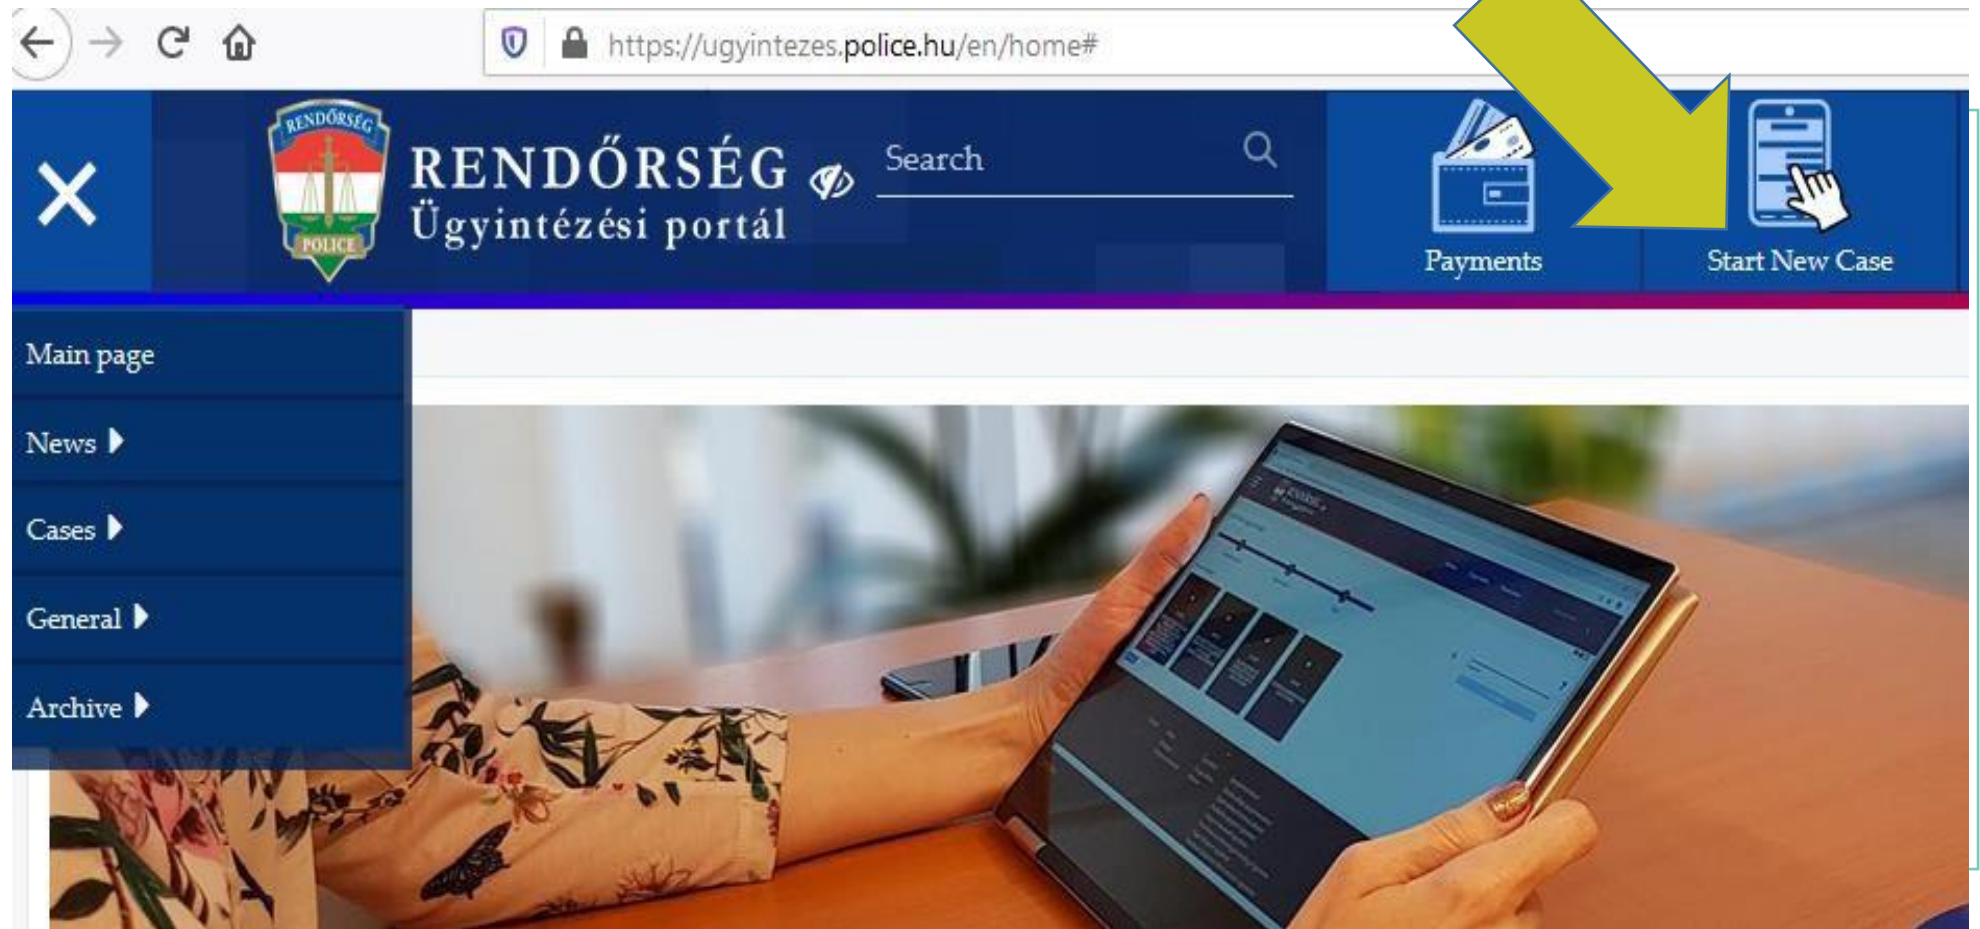 https://ugyintezes.police.hu/en/home#
RENDŐRSÉG
POLICE
RENDŐRSÉG
Ügyintézési portál
Search
Payments
Start New Case
Main page
News
Cases
General
Archive